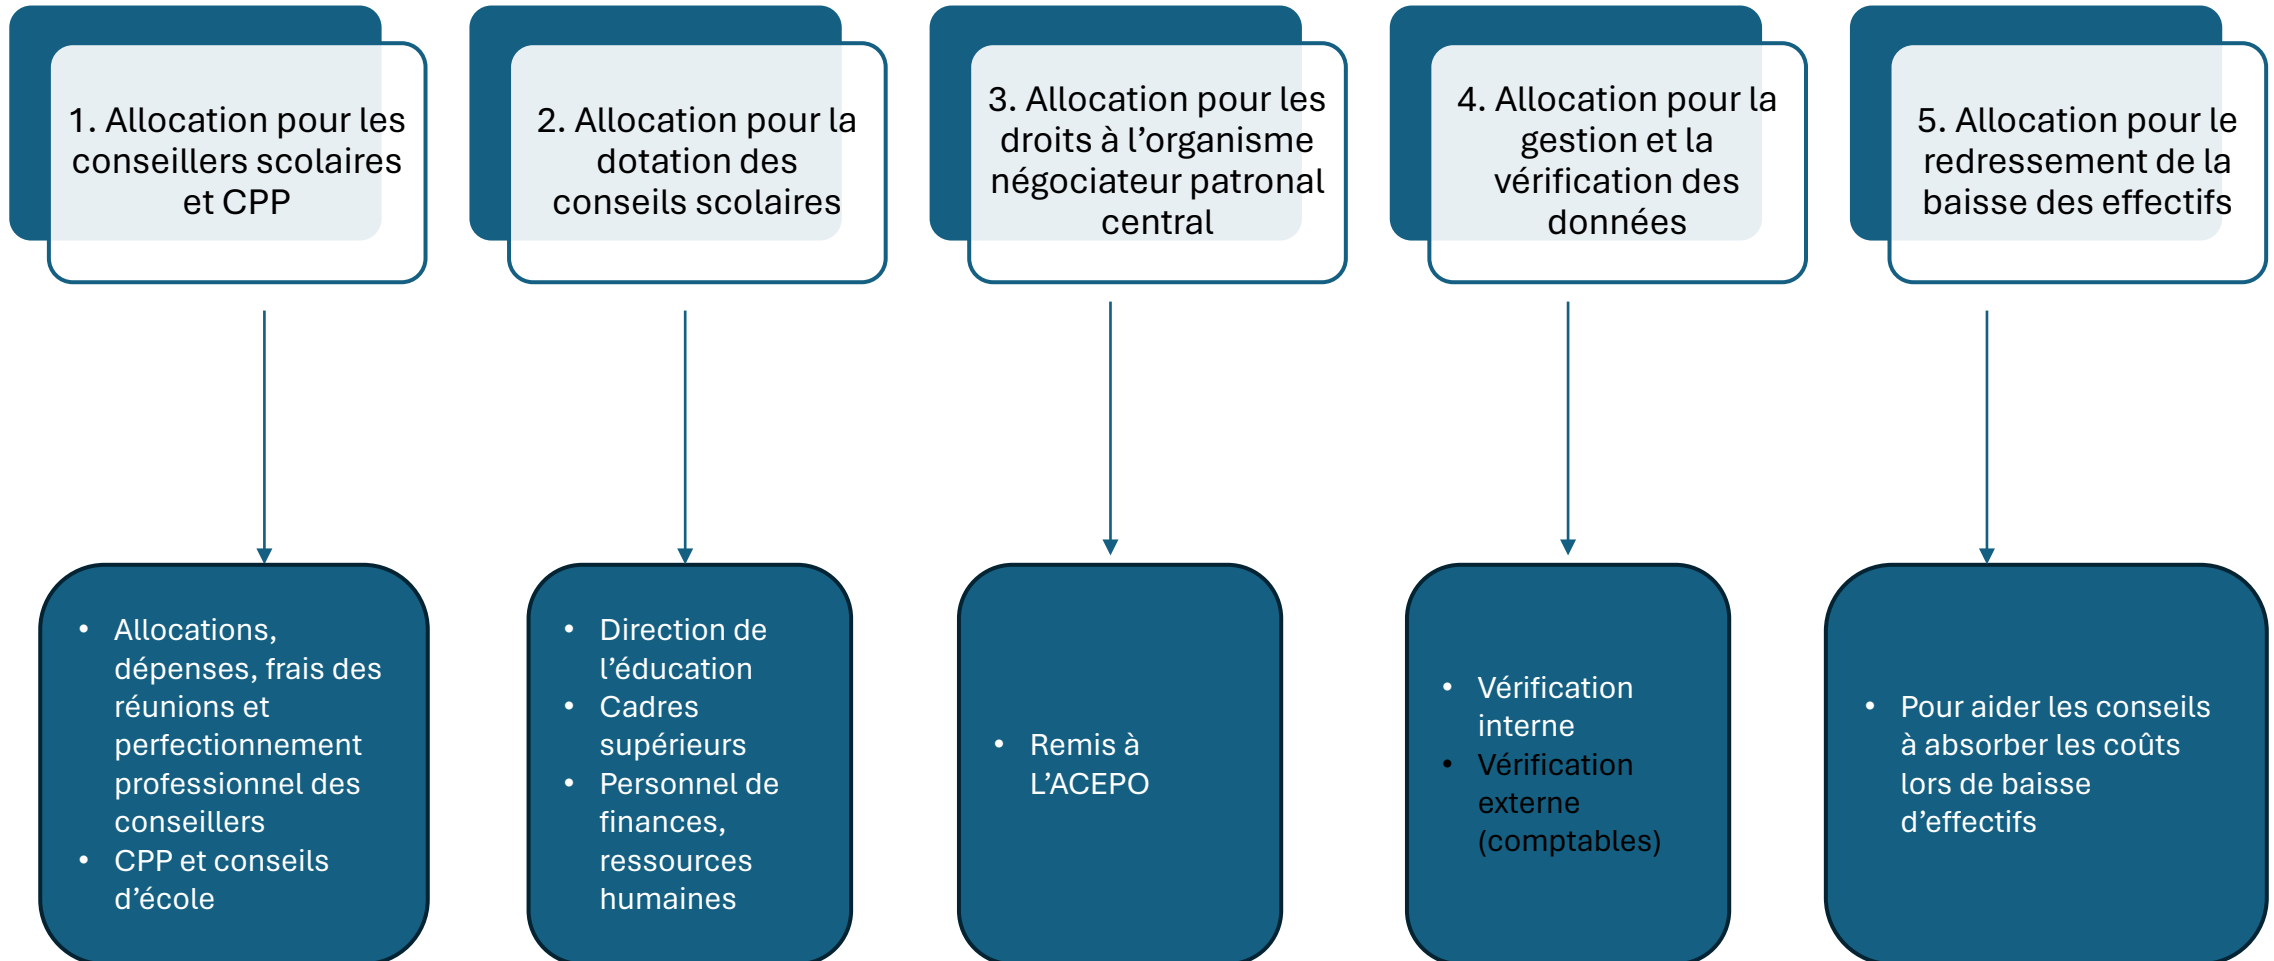 1. Allocation pour les
conseillers scolaires
et CPP
2. Allocation pour la
dotation des
conseils scolaires
3. Allocation pour les
droits à l’organisme
négociateur patronal
central
4. Allocation pour la
gestion et la
vérification des
données
5. Allocation pour le
redressement de la
baisse des effectifs
• Allocations,
dépenses, frais des
réunions et
perfectionnement
professionnel des
conseillers
• CPP et conseils
d’école
• Direction de
l’éducation
• Cadres
supérieurs
• Personnel de
finances,
ressources
humaines
• Remis à
L’ACEPO
• Vérification
interne
• Vérification
externe
(comptables)
• Pour aider les conseils
à absorber les coûts
lors de baisse
d’effectifs